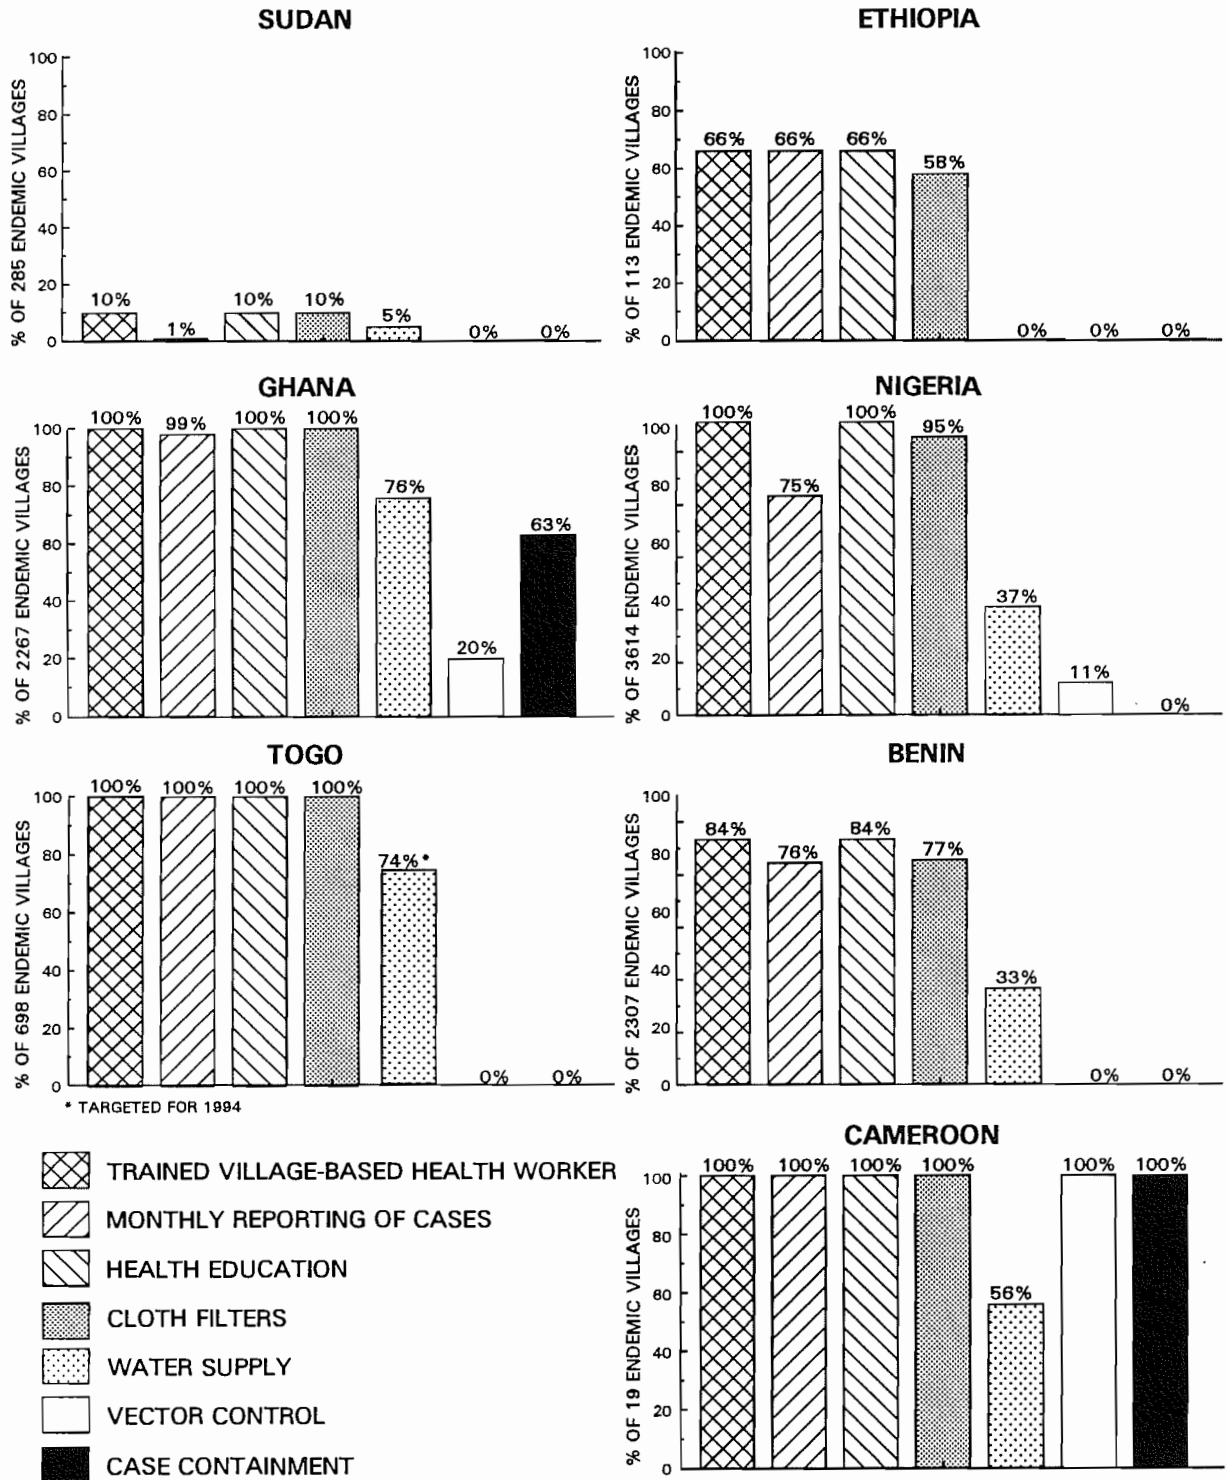 SUDAN
% OF 285 ENDEMIC VILLAGES
100
80
60
40
20
0
10% 1% 10% 10% 5% 0% 0%
ETHIOPIA
% OF 113 ENDEMIC VILLAGES
100
80
60
40
20
0
66% 66% 66% 58% 0% 0% 0%
GHANA
% OF 2267 ENDEMIC VILLAGES
100
80
60
40
20
0
100% 99% 100% 100% 76% 20% 63%
NIGERIA
% OF 3614 ENDEMIC VILLAGES
100
80
60
40
20
0
100% 75% 100% 95% 37% 11% 0%
TOGO
% OF 698 ENDEMIC VILLAGES
100
80
60
40
20
0
100% 100% 100% 100% 74%* 0% 0%
* TARGETED FOR 1994
BENIN
% OF 2307 ENDEMIC VILLAGES
100
80
60
40
20
0
84% 76% 84% 77% 33% 0% 0%
TRAINED VILLAGE-BASED HEALTH WORKER
MONTHLY REPORTING OF CASES
HEALTH EDUCATION
CLOTH FILTERS
WATER SUPPLY
VECTOR CONTROL
CASE CONTAINMENT
CAMEROON
% OF 19 ENDEMIC VILLAGES
100
80
60
40
20
0
100% 100% 100% 100% 56% 100% 100%